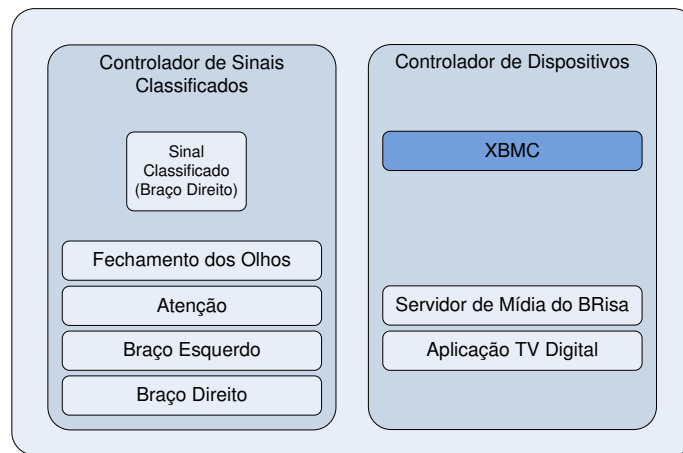 Controlador de Sinais
Classificados
Sinal
Classificado
(Braço Direito)
Fechamento dos Olhos
Atenção
Braço Esquerdo
Braço Direito
Controlador de Dispositivos
XBMC
Servidor de Mídia do BRisa
Aplicação TV Digital